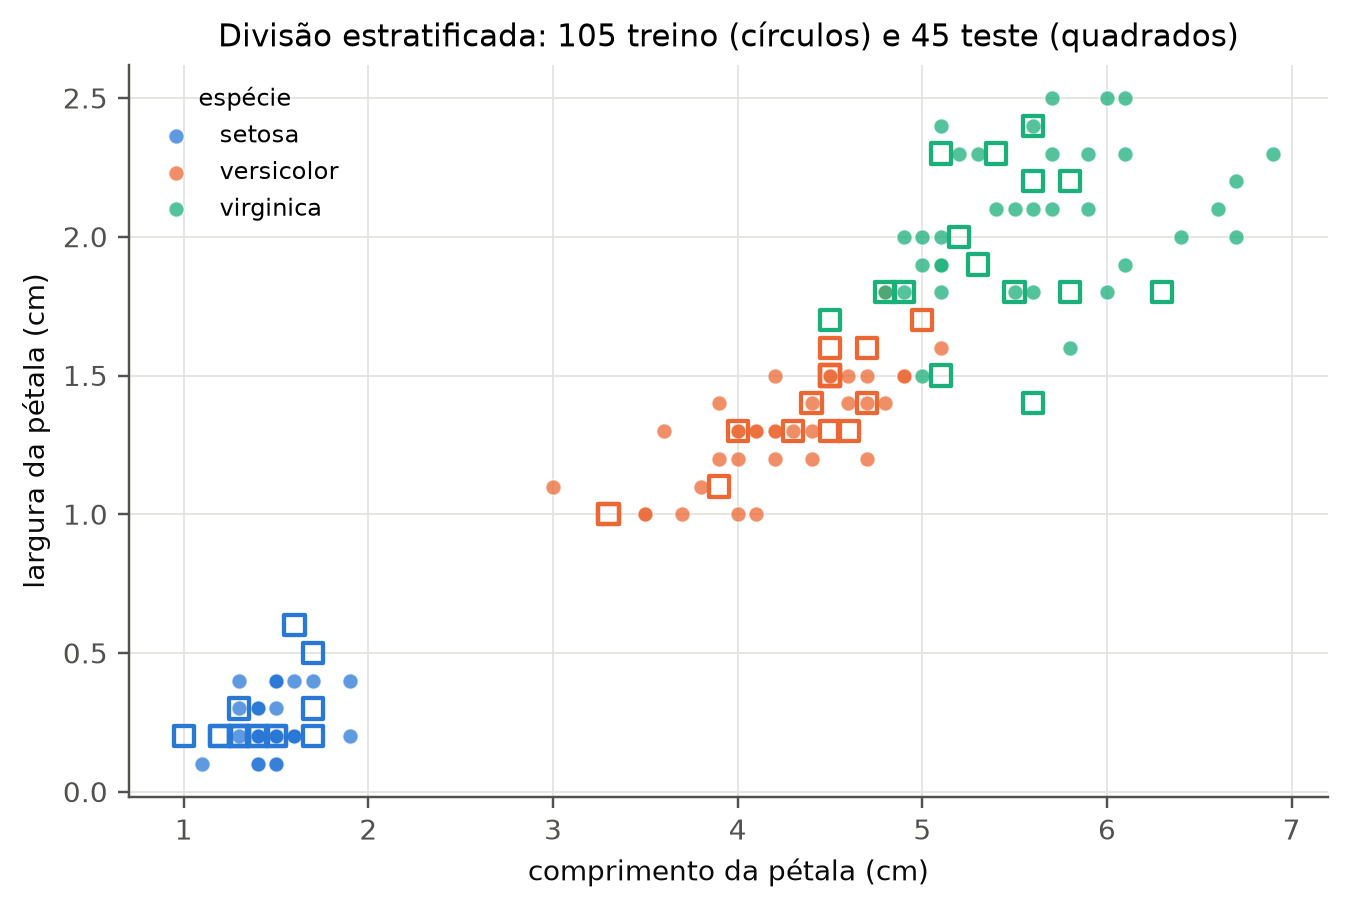 Divisão estratificada: 105 treino (círculos) e 45 teste (quadrados)
espécie
setosa
versicolor
virginica
largura da pétala (cm)
2.5
2.0
1.5
1.0
0.5
0.0
1 2 3 4 5 6 7
comprimento da pétala (cm)